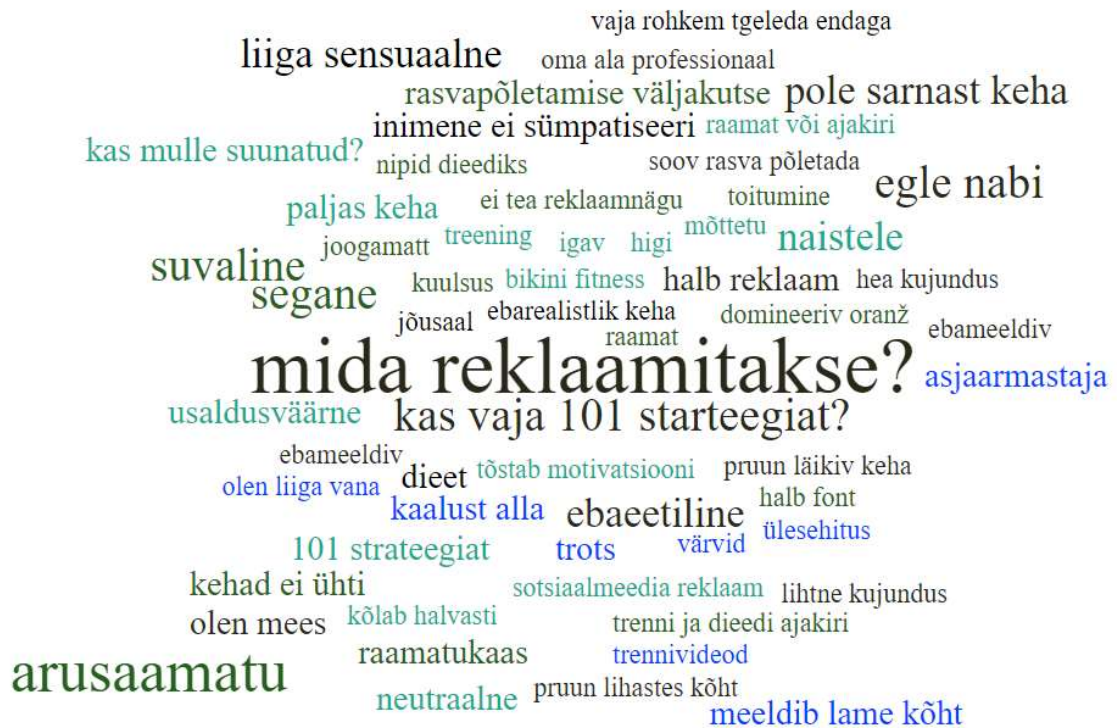 vaja rohkem tgeleda endaga
liiga sensuaalne
oma ala professionaal
rasvapõletamise väljakutse
pole sarnast keha
inimene ei sümpatiseeri
raamat või ajakiri
kas mulle suunatud?
nipid dieediks
soov rasva põletada
egle nabi
paljas keha
ei tea reklaamnägu
toitumine
joogamatt
treening
igav
higi
mõttetu
naistele
suvaline
segane
kuulsus
bikini fitness
halb reklaam
hea kujundus
jõusaal
ebarealistlik keha
raamat
domineeriv oranž
ebameeldiv
mida reklaamitakse?
asjaarmastaja
usaldusväärne
kas vaja 101 starteegiat?
ebameeldiv
olen liiga vana
dieet
tõstab motivatsiooni
pruun läikiv keha
kaalust alla
ebaeetiline
halb font
ülesehitus
101 strateegiat
trots
värvid
kehad ei ühti
sotsiaalmeedia reklaam
lihtne kujundus
olen mees
kõlab halvasti
trenni ja dieedi ajakiri
arusaamatu
raamatukaas
trennivideod
neutraalne
pruun lihastes kõht
meeldib lame kõht